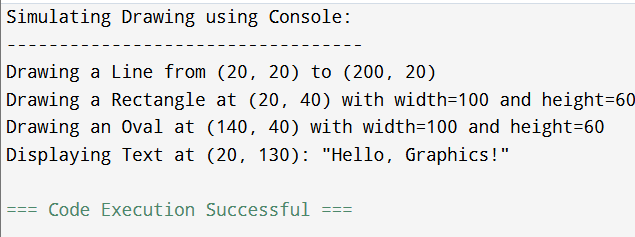 Simulating Drawing using Console:
----------------------------------
Drawing a Line from (20, 20) to (200, 20)
Drawing a Rectangle at (20, 40) with width=100 and height=60
Drawing an Oval at (140, 40) with width=100 and height=60
Displaying Text at (20, 130): "Hello, Graphics!"
=== Code Execution Successful ===